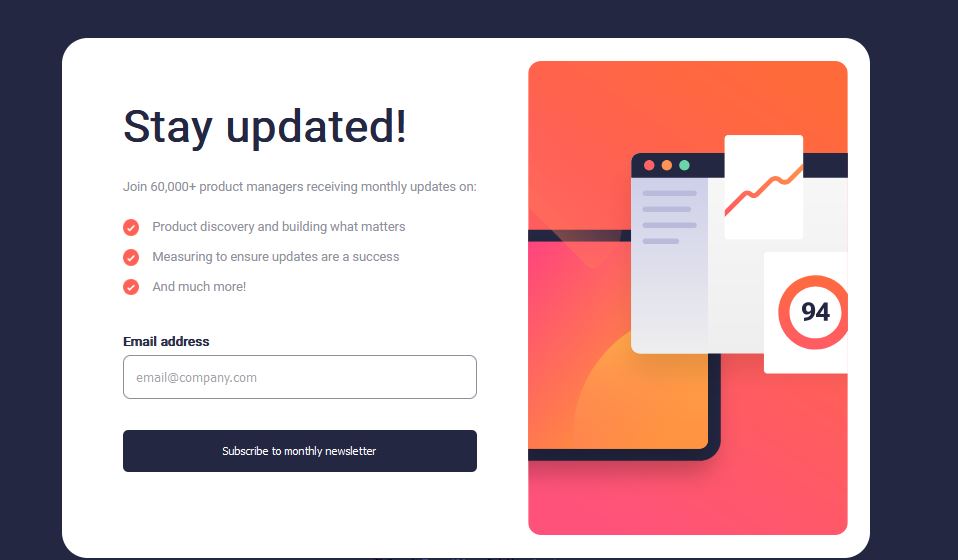 Stay updated!
Join 60,000+ product managers receiving monthly updates on:
Product discovery and building what matters
Measuring to ensure updates are a success
And much more!
Email address
email@company.com
Subscribe to monthly newsletter
94